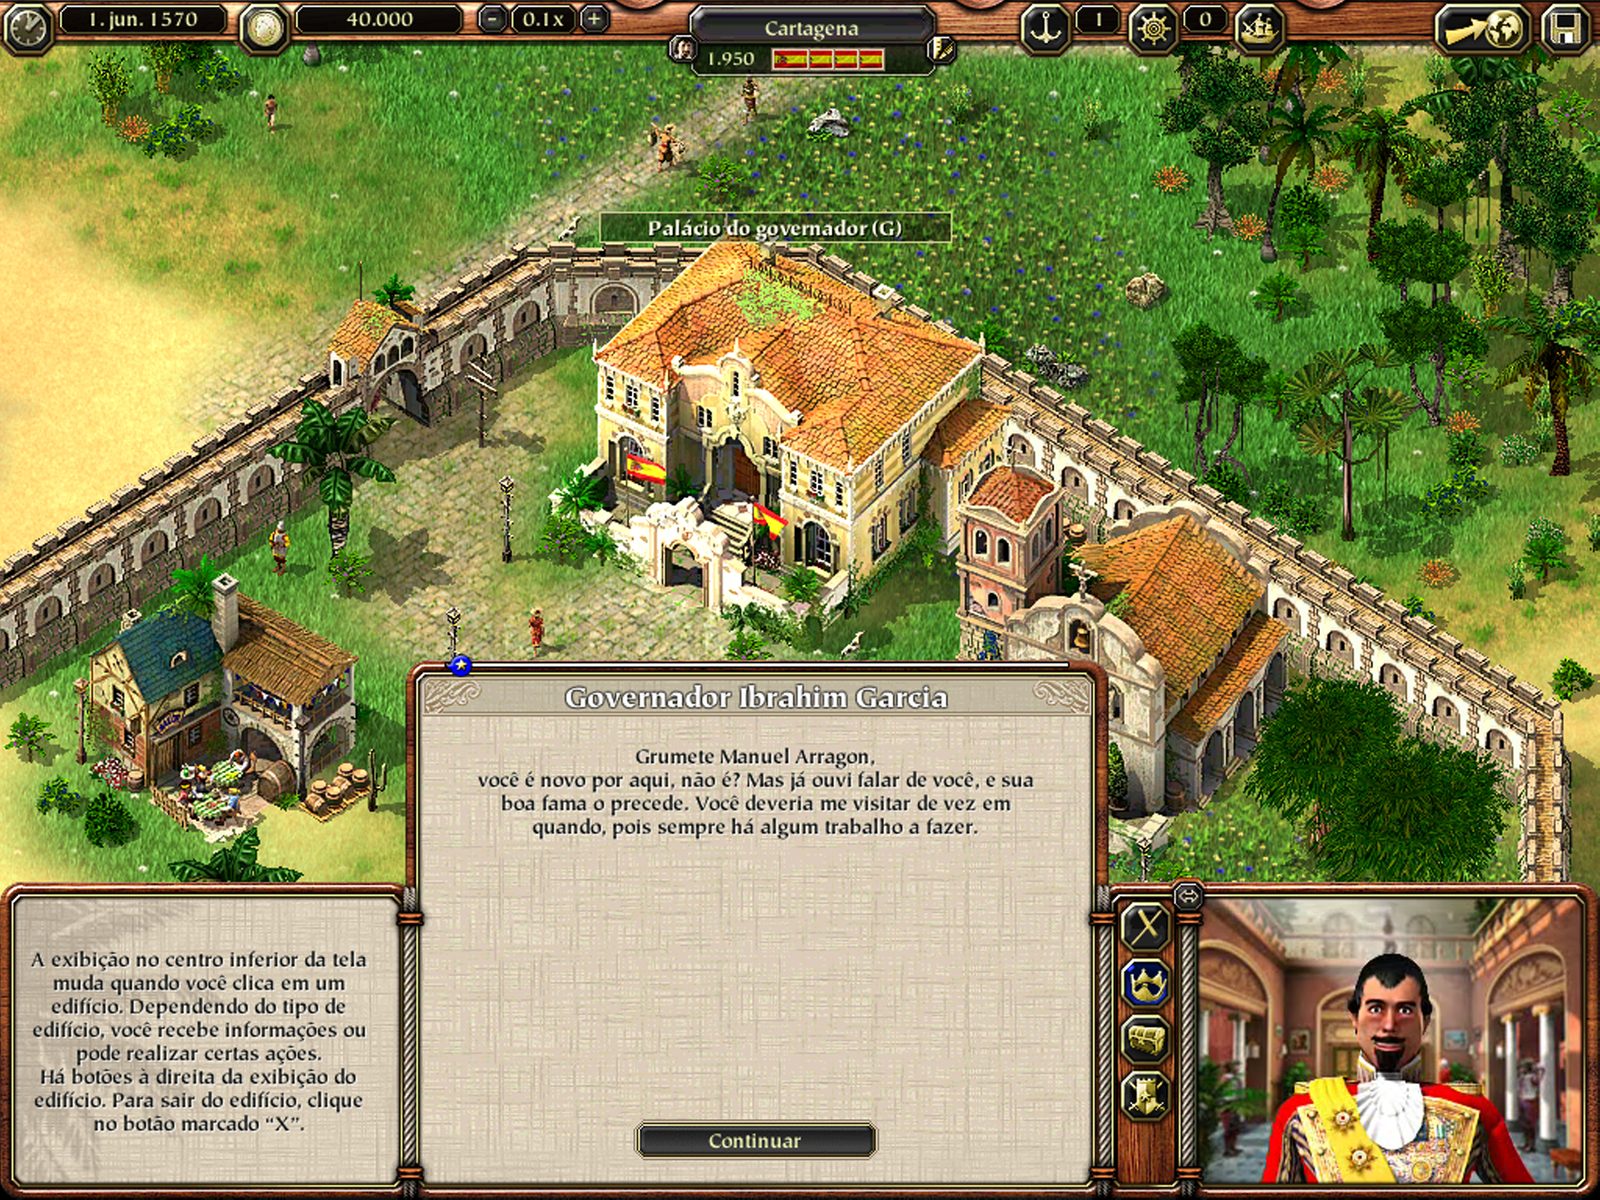 1. jun. 1570
40.000
- 0.1x +
Cartagena
1.950
1
0
Palácio do governador (G)
Governador Ibrahim Garcia
Grumete Manuel Arragon,
você é novo por aqui, não é? Mas já ouvi falar de você, e sua
boa fama o precede. Você deveria me visitar de vez em
quando, pois sempre há algum trabalho a fazer.
Continuar
A exibição no centro inferior da tela
muda quando você clica em um
edifício. Dependendo do tipo de
edifício, você recebe informações ou
pode realizar certas ações.
Há botões à direita da exibição do
edifício. Para sair do edifício, clique
no botão marcado “X”.